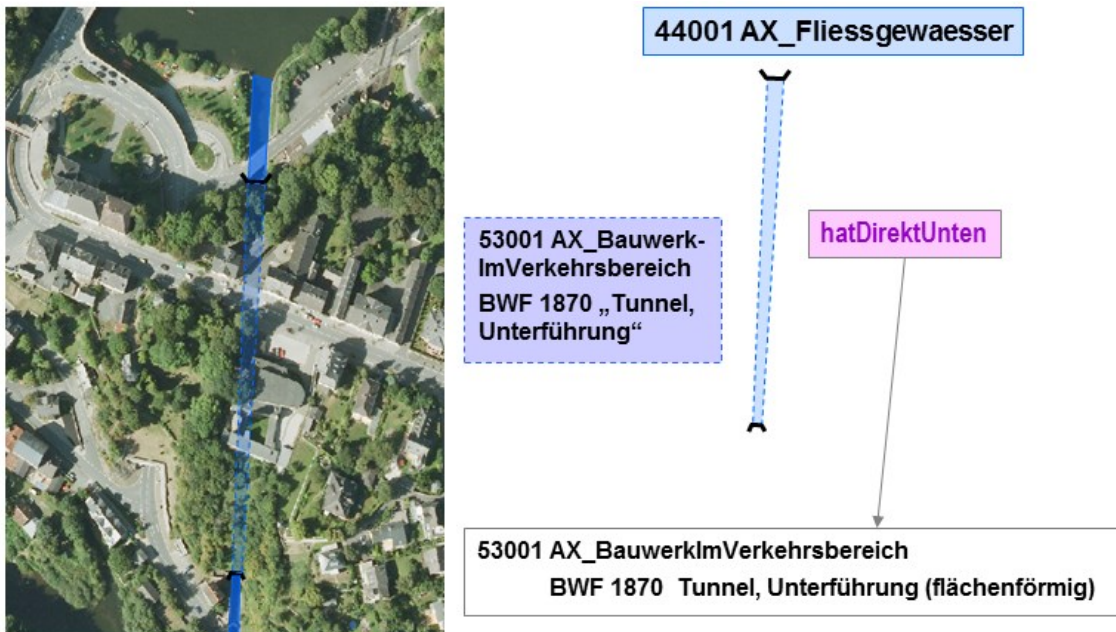 44001 AX_Fliessgewaesser
53001 AX_Bauwerk-
ImVerkehrsbereich
BWF 1870 „Tunnel,
Unterführung“
hatDirektUnten
53001 AX_BauwerkImVerkehrsbereich
BWF 1870 Tunnel, Unterführung (flächenförmig)